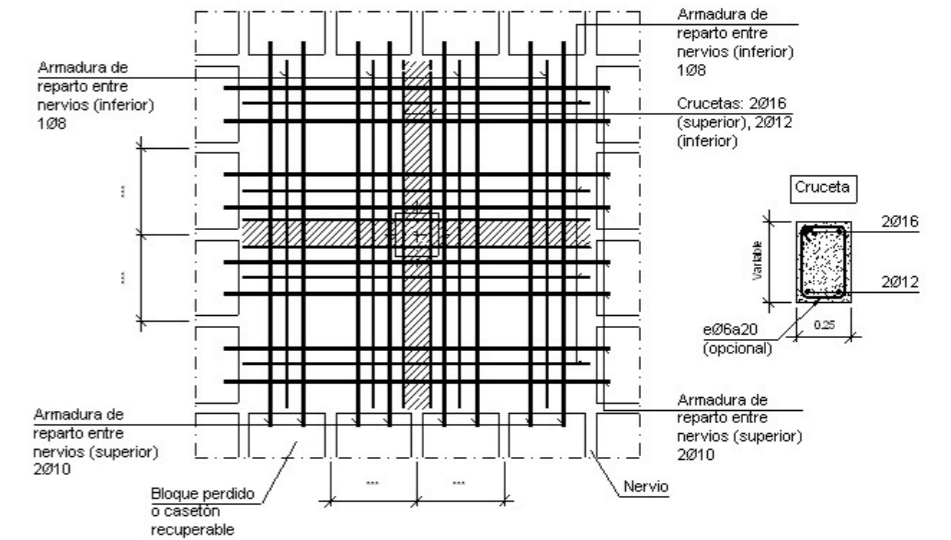 Armadura de
reparto entre
nervios (inferior)
1Ø8
Armadura de
reparto entre
nervios (inferior)
1Ø8
Crucetas: 2Ø16
(superior), 2Ø12
(inferior)
Cruceta
2Ø16
Variable
2Ø12
0.25
eØ6a20
(opcional)
...
...
Armadura de
reparto entre
nervios (superior)
2Ø10
Armadura de
reparto entre
nervios (superior)
2Ø10
Bloque perdido
o casetón
recuperable
...
...
Nervio